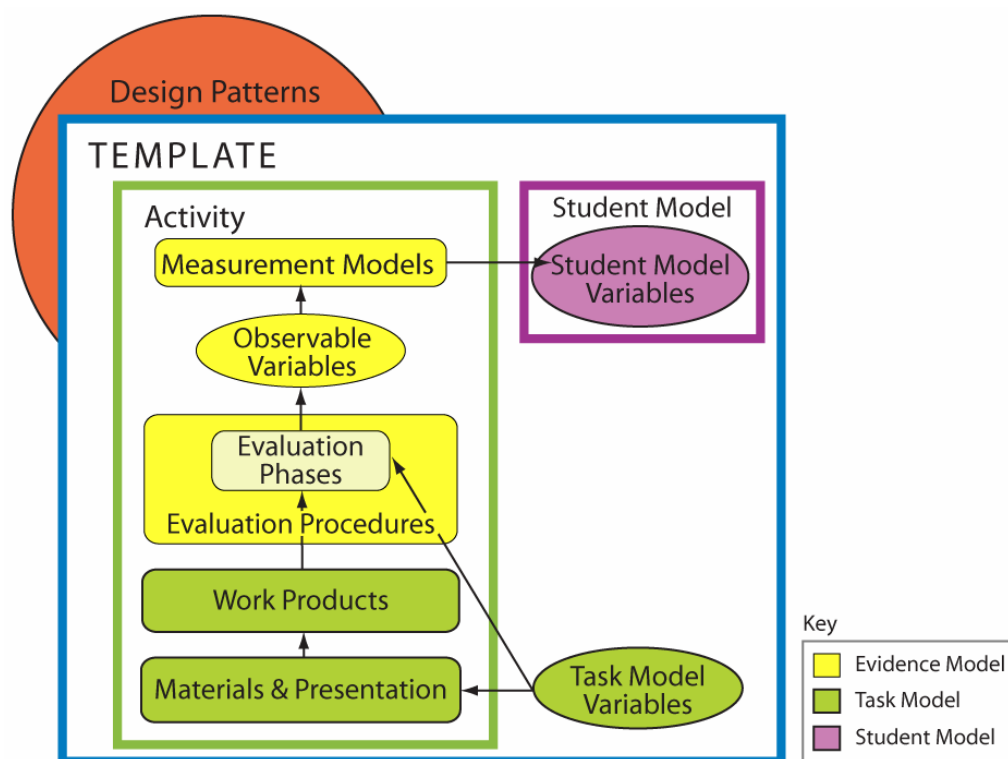 Design Patterns
TEMPLATE
Activity
Student Model
Measurement Models
Student Model
Variables
Observable
Variables
Evaluation
Phases
Evaluation Procedures
Work Products
Materials & Presentation
Task Model
Variables
Key
Evidence Model
Task Model
Student Model